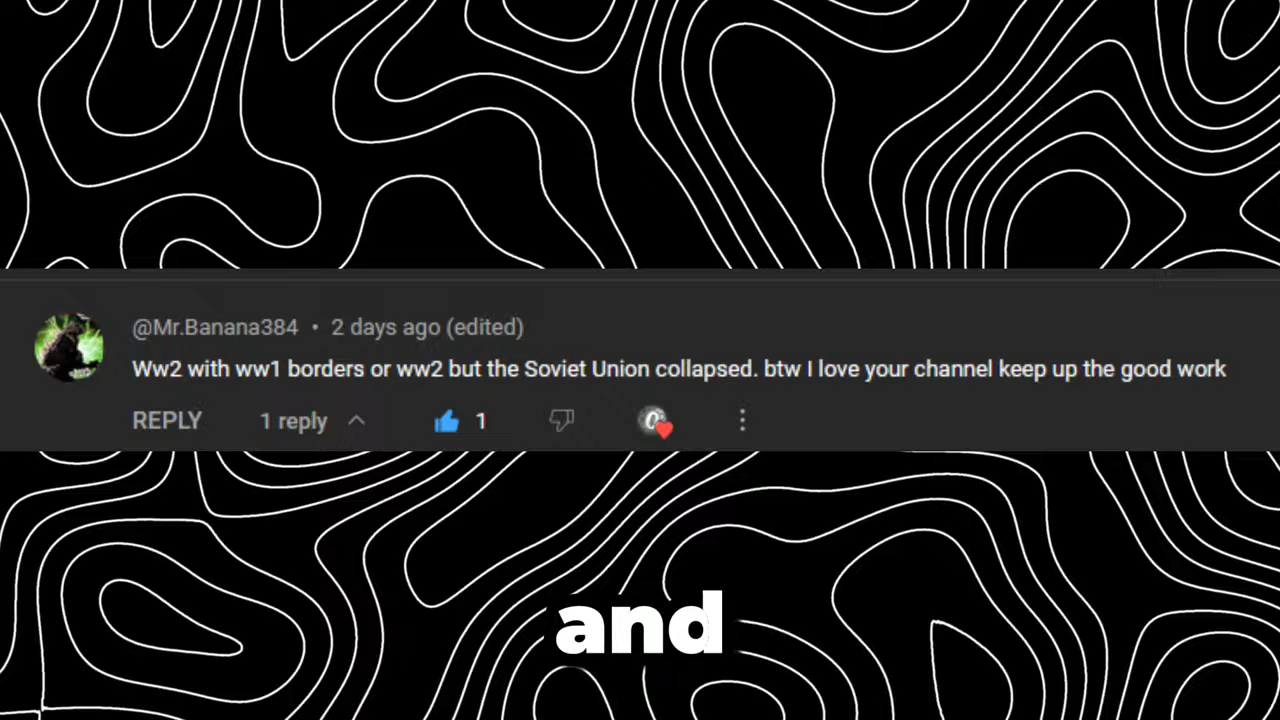 @Mr.Banana384 • 2 days ago (edited)
Ww2 with ww1 borders or ww2 but the Soviet Union collapsed. btw I love your channel keep up the good work
REPLY 1 reply 1
and